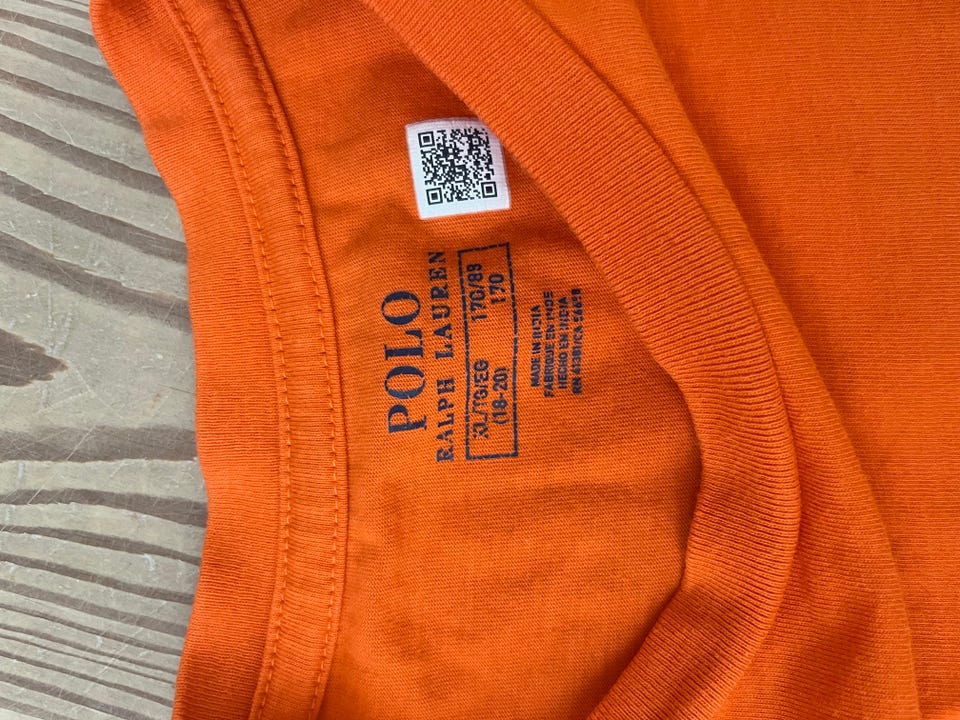 POLO
RALPH LAUREN
XL/TG/EG 170/88
(18-20) 170
MADE IN INDIA
FABRIQUE EN INDE
HECHO EN INDIA